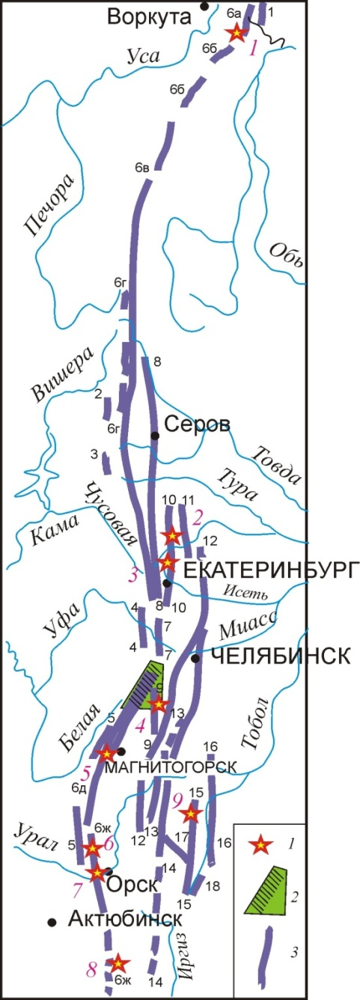 Воркута
6а
1
1
Уса
6б
6б
6в
Печора
Обь
6г
Вишера
8
2
6г
Серов
3
Товда
Тура
Чусовая
Кама
10
11
2
12
3
ЕКАТЕРИНБУРГ
Исеть
8
10
4
7
Уфа
Миасс
4
7
ЧЕЛЯБИНСК
9
13
4
Белая
5
Тобол
9
16
5
МАГНИТОГОРСК
6д
15
9
6ж
12
13
17
16
6
Урал
5
14
7
Орск
18
15
Актюбинск
Иргиз
8
6ж
14
1
2
3